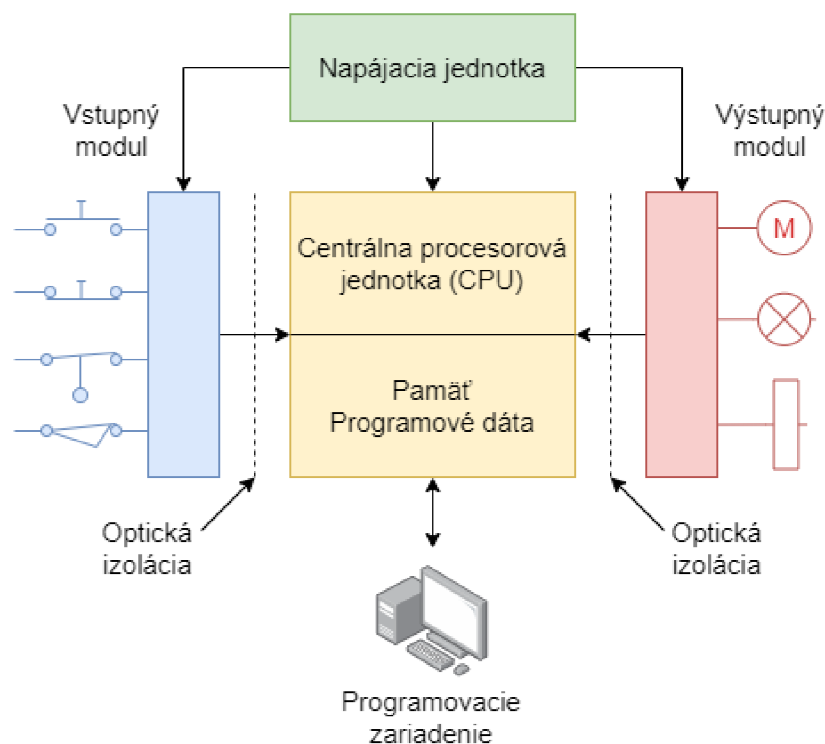 Napájacia jednotka
Vstupný
modul
Výstupný
modul
Centrálna procesorová
jednotka (CPU)
M
Pamäť
Programové dáta
Optická
izolácia
Optická
izolácia
Programovacie
zariadenie